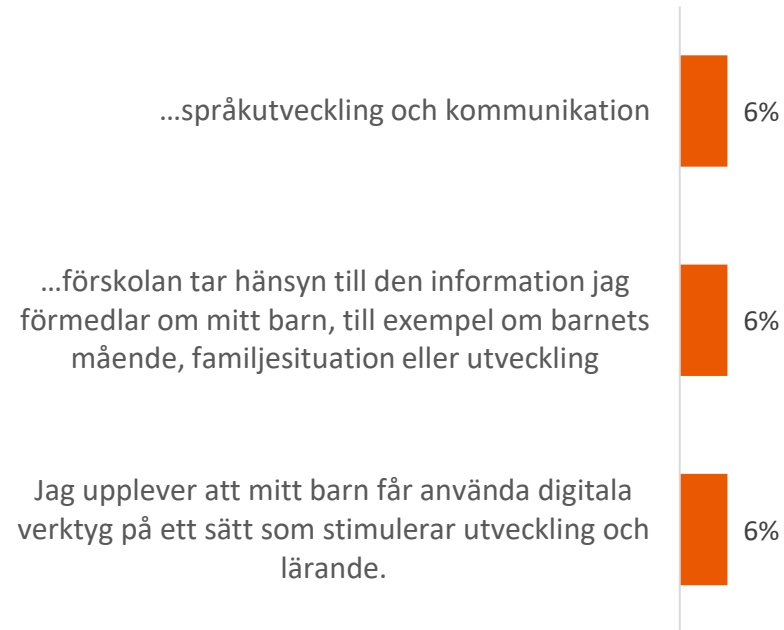 ...språkutveckling och kommunikation
6%
...förskolan tar hänsyn till den information jag
förmedlar om mitt barn, till exempel om barnets
mående, familjesituation eller utveckling
6%
Jag upplever att mitt barn får använda digitala
verktyg på ett sätt som stimulerar utveckling och
lärande.
6%